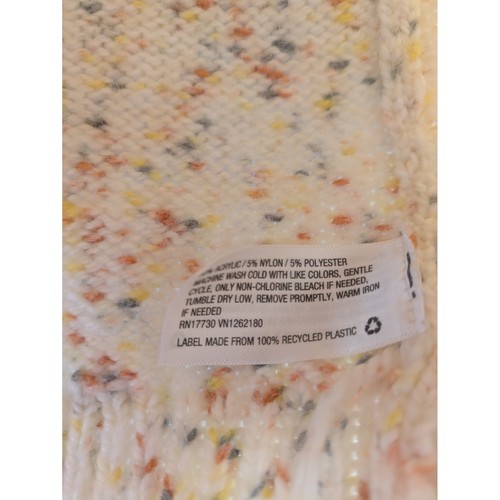 ACRYLIC / 5% NYLON / 5% POLYESTER
MACHINE WASH COLD WITH LIKE COLORS, GENTLE
CYCLE, ONLY NON-CHLORINE BLEACH IF NEEDED,
TUMBLE DRY LOW, REMOVE PROMPTLY, WARM IRON
IF NEEDED
RN17730 VN1262180
LABEL MADE FROM 100% RECYCLED PLASTIC